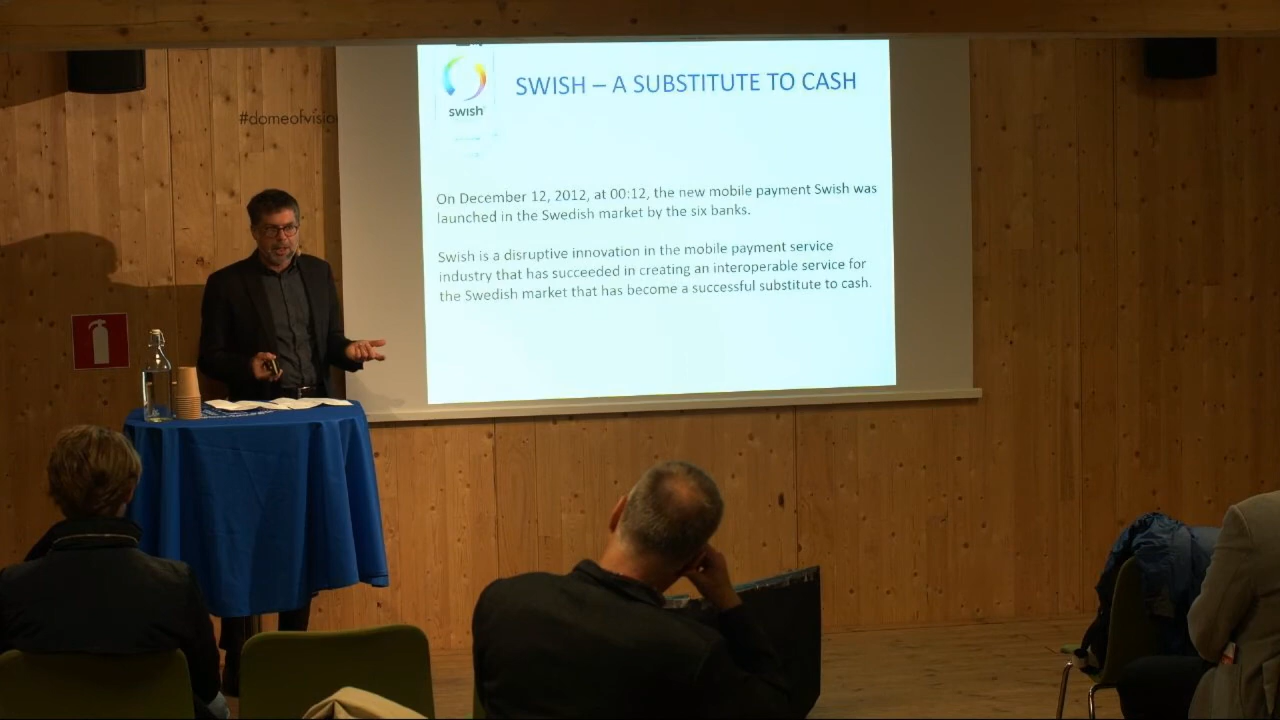 #domeofvisio
swish
SWISH – A SUBSTITUTE TO CASH
On December 12, 2012, at 00:12, the new mobile payment Swish was
launched in the Swedish market by the six banks.
Swish is a disruptive innovation in the mobile payment service
industry that has succeeded in creating an interoperable service for
the Swedish market that has become a successful substitute to cash.